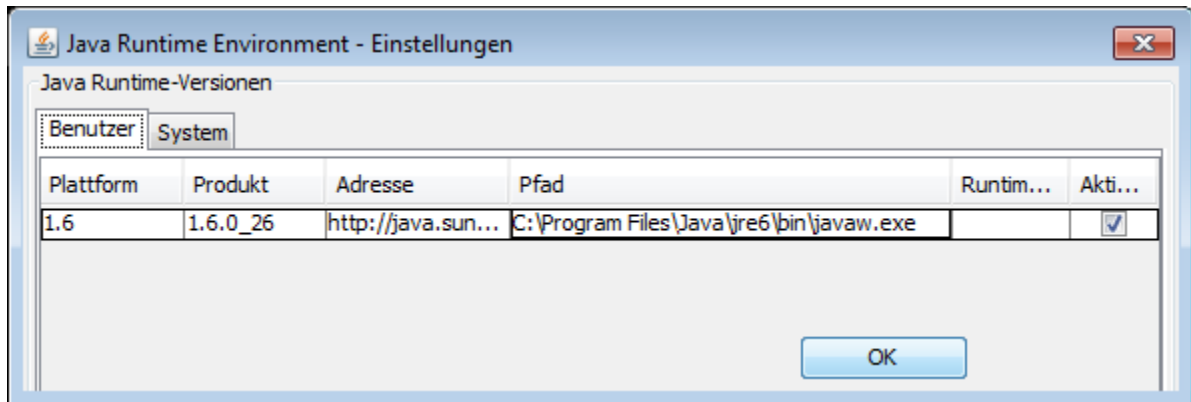 Java Runtime Environment - Einstellungen
Java Runtime-Versionen
Benutzer System
Plattform Produkt Adresse Pfad Runtim... Akti...
1.6 1.6.0_26 http://java.sun... C:\Program Files\Java\jre6\bin\javaw.exe
OK